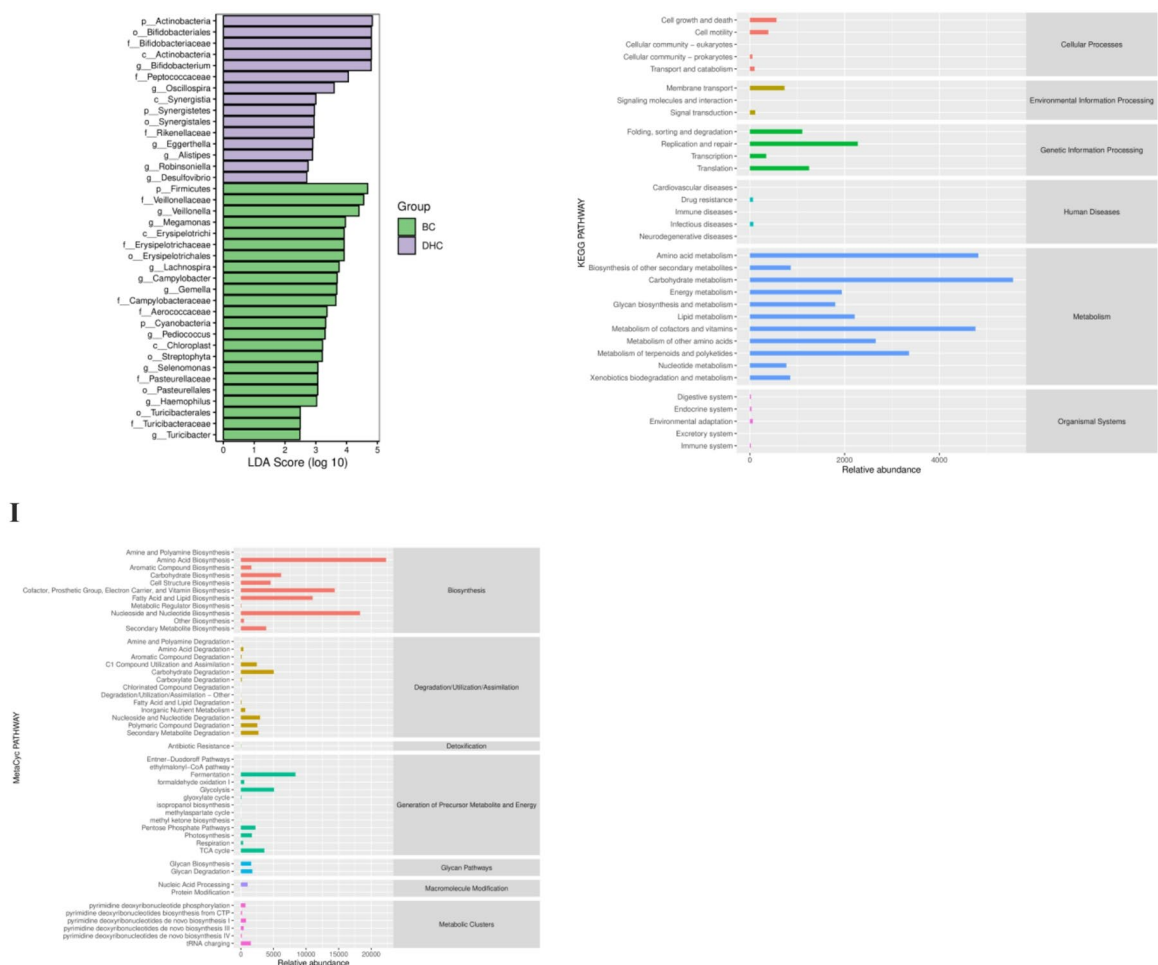 p__Actinobacteria
o__Bifidobacteriales
f__Bifidobacteriaceae
c__Actinobacteria
g__Bifidobacterium
f__Peptococcaceae
g__Oscillospira
c__Synergistia
p__Synergistetes
o__Synergistales
f__Rikenellaceae
g__Eggerthella
g__Alistipes
g__Robinsoniella
g__Desulfovibrio
p__Firmicutes
f__Veillonellaceae
g__Veillonella
g__Megamonas
c__Erysipelotrichi
f__Erysipelotrichaceae
o__Erysipelotrichales
g__Lachnospira
g__Campylobacter
g__Gemella
f__Campylobacteraceae
f__Aerococcaceae
p__Cyanobacteria
g__Pediococcus
c__Chloroplast
o__Streptophyta
g__Selenomonas
f__Pasteurellaceae
o__Pasteurellales
g__Haemophilus
o__Turicibacterales
f__Turicibacteraceae
g__Turicibacter
0 1 2 3 4 5
LDA Score (log 10)
Group
BC
DHC
KEGG PATHWAY
Cell growth and death
Cell motility
Cellular community − eukaryotes
Cellular community − prokaryotes
Transport and catabolism
Cellular Processes
Membrane transport
Signaling molecules and interaction
Signal transduction
Environmental Information Processing
Folding, sorting and degradation
Replication and repair
Transcription
Translation
Genetic Information Processing
Cardiovascular diseases
Drug resistance
Immune diseases
Infectious diseases
Neurodegenerative diseases
Human Diseases
Amino acid metabolism
Biosynthesis of other secondary metabolites
Carbohydrate metabolism
Energy metabolism
Glycan biosynthesis and metabolism
Lipid metabolism
Metabolism of cofactors and vitamins
Metabolism of other amino acids
Metabolism of terpenoids and polyketides
Nucleotide metabolism
Xenobiotics biodegradation and metabolism
Metabolism
Digestive system
Endocrine system
Environmental adaptation
Excretory system
Immune system
Organismal Systems
0 2000 4000
Relative abundance
I
MetaCyc PATHWAY
Amine and Polyamine Biosynthesis
Amino Acid Biosynthesis
Aromatic Compound Biosynthesis
Carbohydrate Biosynthesis
Cell Structure Biosynthesis
Cofactor, Prosthetic Group, Electron Carrier, and Vitamin Biosynthesis
Fatty Acid and Lipid Biosynthesis
Metabolic Regulator Biosynthesis
Nucleoside and Nucleotide Biosynthesis
Other Biosynthesis
Secondary Metabolite Biosynthesis
Biosynthesis
Amine and Polyamine Degradation
Amino Acid Degradation
Aromatic Compound Degradation
C1 Compound Utilization and Assimilation
Carbohydrate Degradation
Carboxylate Degradation
Chlorinated Compound Degradation
Degradation/Utilization/Assimilation − Other
Fatty Acid and Lipid Degradation
Inorganic Nutrient Metabolism
Nucleoside and Nucleotide Degradation
Polymeric Compound Degradation
Secondary Metabolite Degradation
Degradation/Utilization/Assimilation
Antibiotic Resistance
Detoxification
Entner−Duodoroff Pathways
ethylmalonyl−CoA pathway
Fermentation
formaldehyde oxidation I
Glycolysis
glyoxylate cycle
isopropanol biosynthesis
methylaspartate cycle
methyl ketone biosynthesis
Pentose Phosphate Pathways
Photosynthesis
Respiration
TCA cycle
Generation of Precursor Metabolite and Energy
Glycan Biosynthesis
Glycan Degradation
Glycan Pathways
Nucleic Acid Processing
Protein Modification
Macromolecule Modification
pyrimidine deoxyribonucleotide phosphorylation
pyrimidine deoxyribonucleotides biosynthesis from CTP
pyrimidine deoxyribonucleotides de novo biosynthesis I
pyrimidine deoxyribonucleotides de novo biosynthesis III
pyrimidine deoxyribonucleotides de novo biosynthesis IV
tRNA charging
Metabolic Clusters
0 5000 10000 15000 20000
Relative abundance